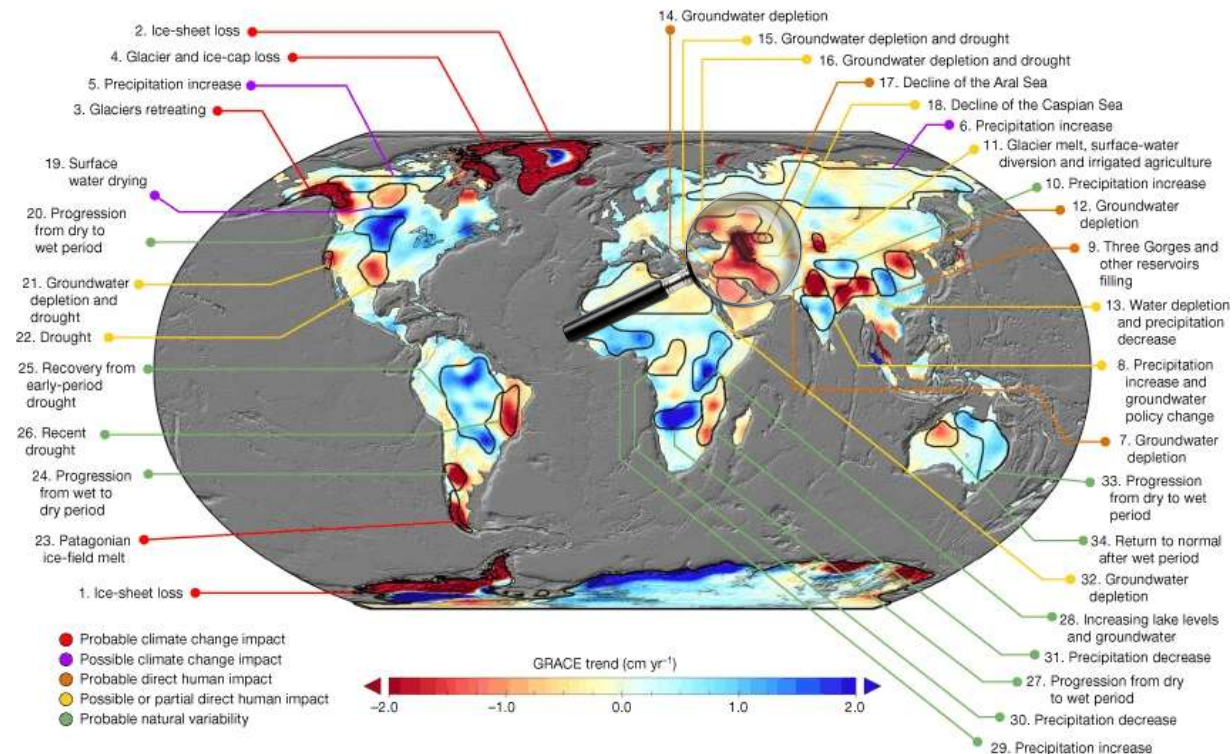 2. Ice-sheet loss
4. Glacier and ice-cap loss
5. Precipitation increase
3. Glaciers retreating
19. Surface
water drying
20. Progression
from dry to
wet period
21. Groundwater
depletion and
drought
22. Drought
25. Recovery from
early-period
drought
26. Recent
drought
24. Progression
from wet to
dry period
23. Patagonian
ice-field melt
1. Ice-sheet loss
14. Groundwater depletion
15. Groundwater depletion and drought
16. Groundwater depletion and drought
17. Decline of the Aral Sea
18. Decline of the Caspian Sea
6. Precipitation increase
11. Glacier melt, surface-water
diversion and irrigated agriculture
10. Precipitation increase
12. Groundwater
depletion
9. Three Gorges and
other reservoirs
filling
13. Water depletion
and precipitation
decrease
8. Precipitation
increase and
groundwater
policy change
7. Groundwater
depletion
33. Progression
from dry to wet
period
34. Return to normal
after wet period
32. Groundwater
depletion
28. Increasing lake levels
and groundwater
31. Precipitation decrease
27. Progression from dry
to wet period
30. Precipitation decrease
29. Precipitation increase
Probable climate change impact
Possible climate change impact
Probable direct human impact
Possible or partial direct human impact
Probable natural variability
GRACE trend (cm yr⁻¹)
−2.0 −1.0 0.0 1.0 2.0